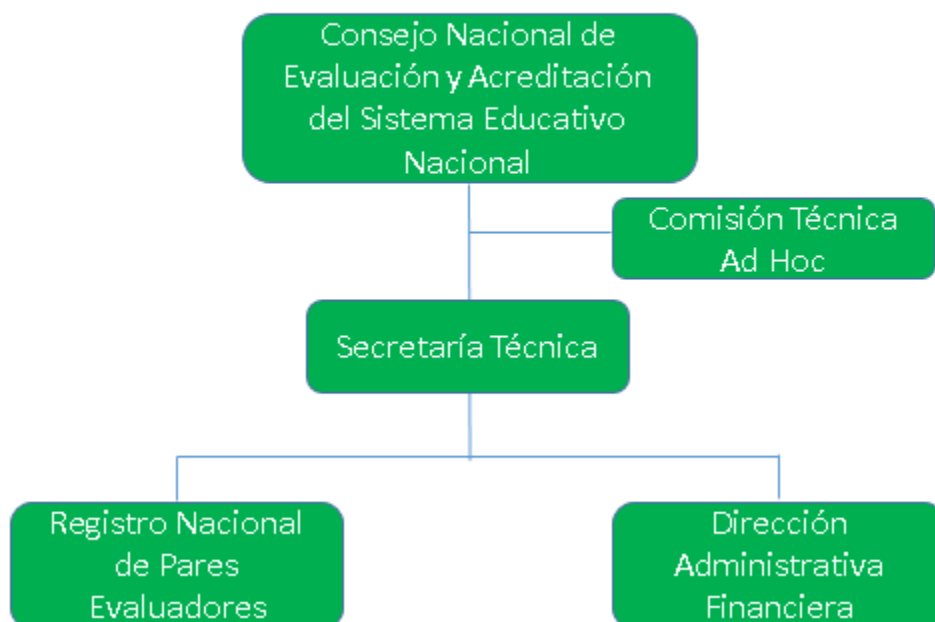 Consejo Nacional de
Evaluación y Acreditación
del Sistema Educativo
Nacional
Comisión Técnica
Ad Hoc
Secretaría Técnica
Registro Nacional
de Pares
Evaluadores
Dirección
Administrativa
Financiera